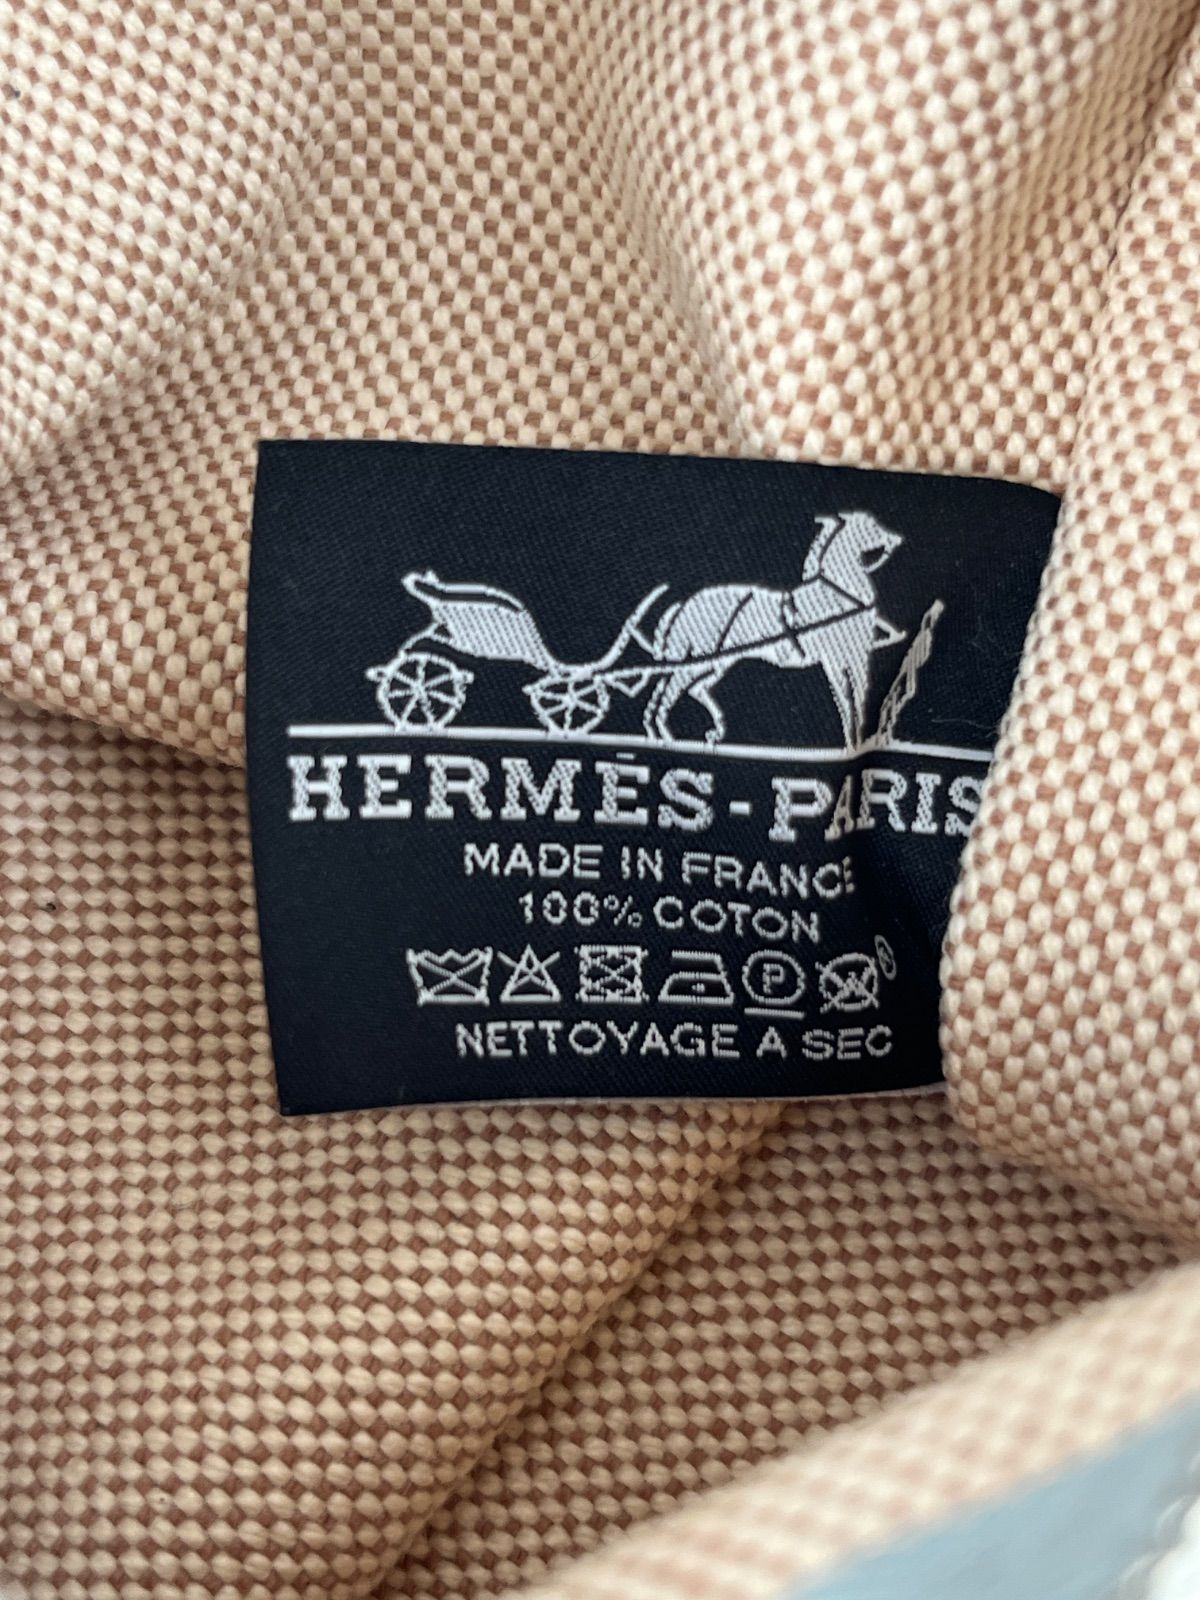 HERMÈS-PARIS
MADE IN FRANCE
100% COTON
P W®
NETTOYAGE A SEC